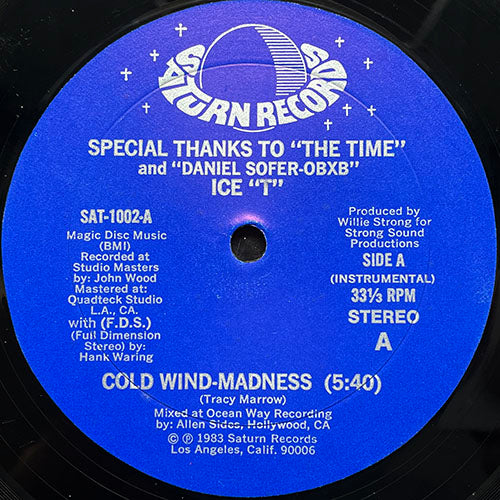 SATURN RECORDS
SPECIAL THANKS TO "THE TIME"
and "DANIEL SOFER-OBXB"
ICE "T"
SAT-1002-A
Magic Disc Music
(BMI)
Recorded at
Studio Masters
by: John Wood
Mastered at:
Quadteck Studio
L.A., CA.
with (F.D.S.)
(Full Dimension
Stereo) by:
Hank Waring
Produced by
Willie Strong for
Strong Sound
Productions
SIDE A
(INSTRUMENTAL)
33⅓ RPM
STEREO
A
COLD WIND-MADNESS (5:40)
(Tracy Marrow)
Mixed at Ocean Way Recording
by: Allen Sides, Hollywood, CA
© ℗ 1983 Saturn Records
Los Angeles, Calif. 90006